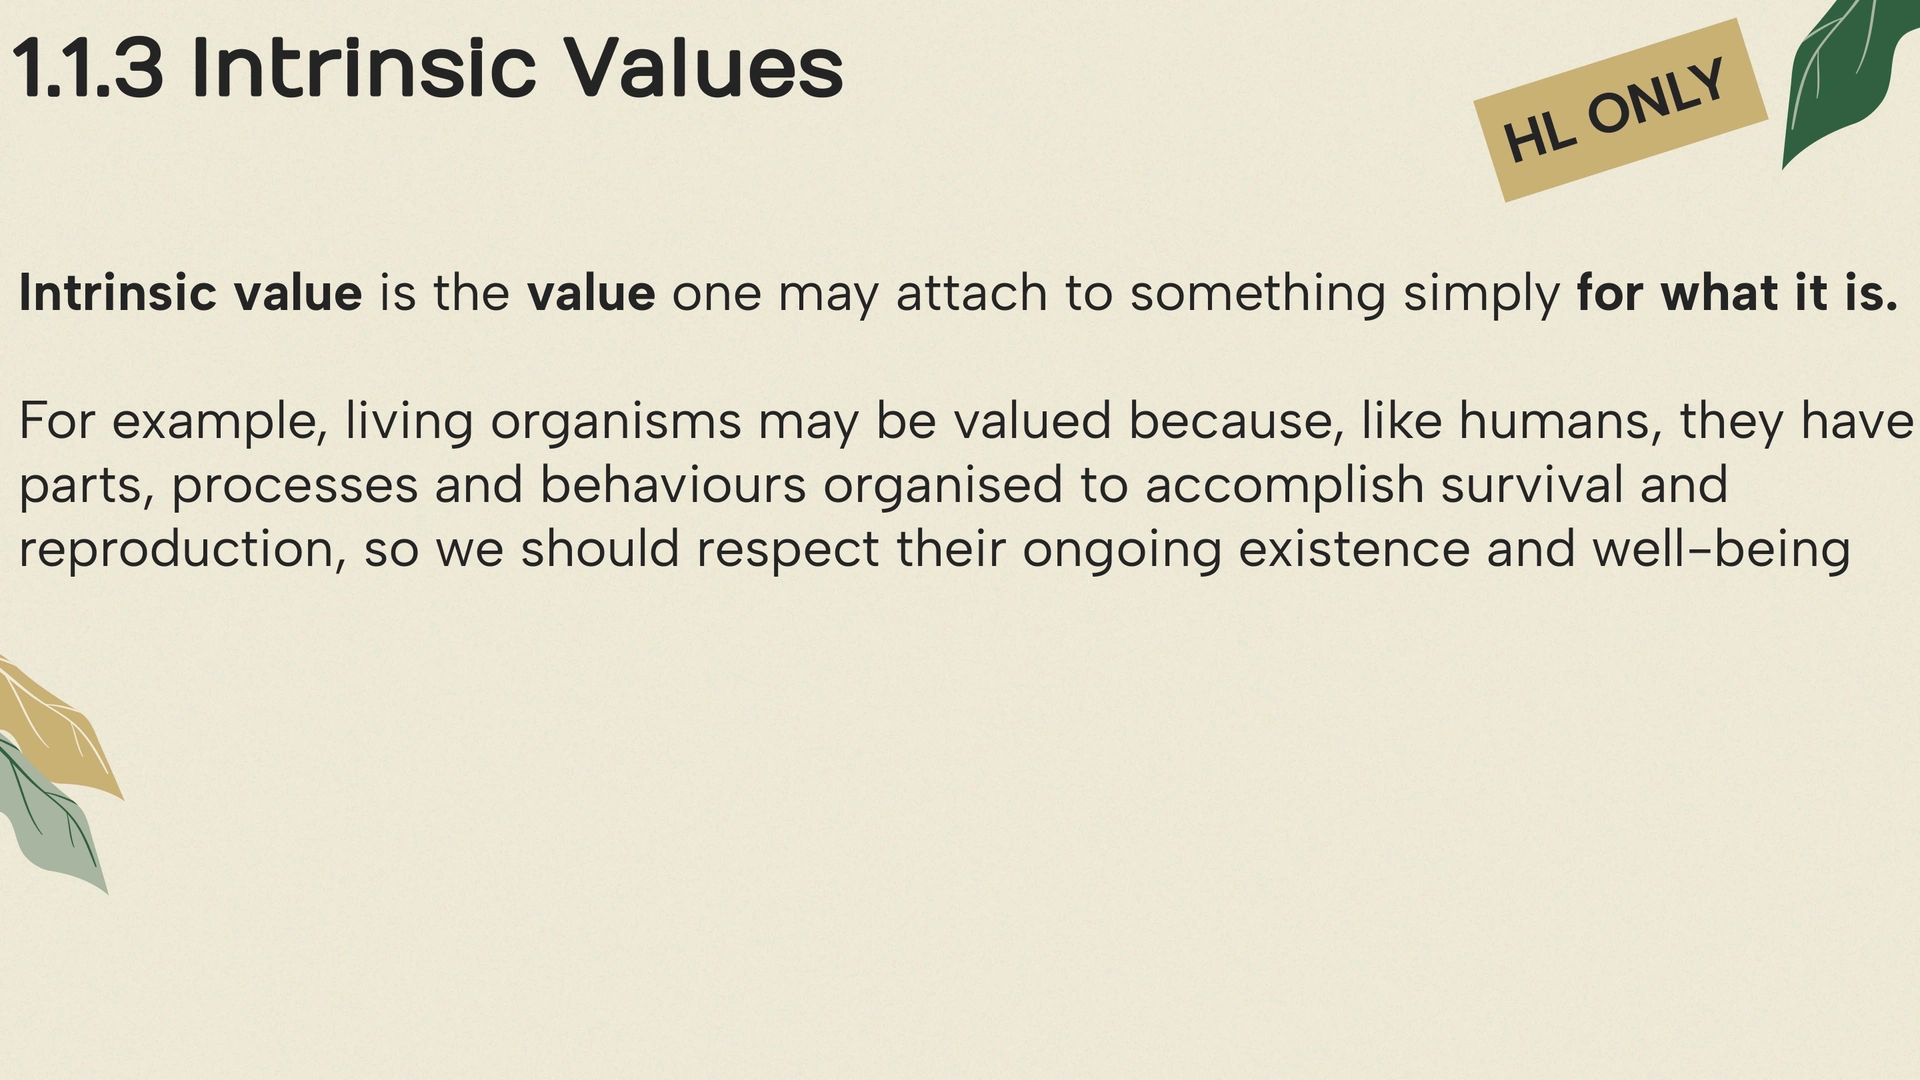 1.1.3 Intrinsic Values
HL ONLY
Intrinsic value is the value one may attach to something simply for what it is.
For example, living organisms may be valued because, like humans, they have
parts, processes and behaviours organised to accomplish survival and
reproduction, so we should respect their ongoing existence and well-being